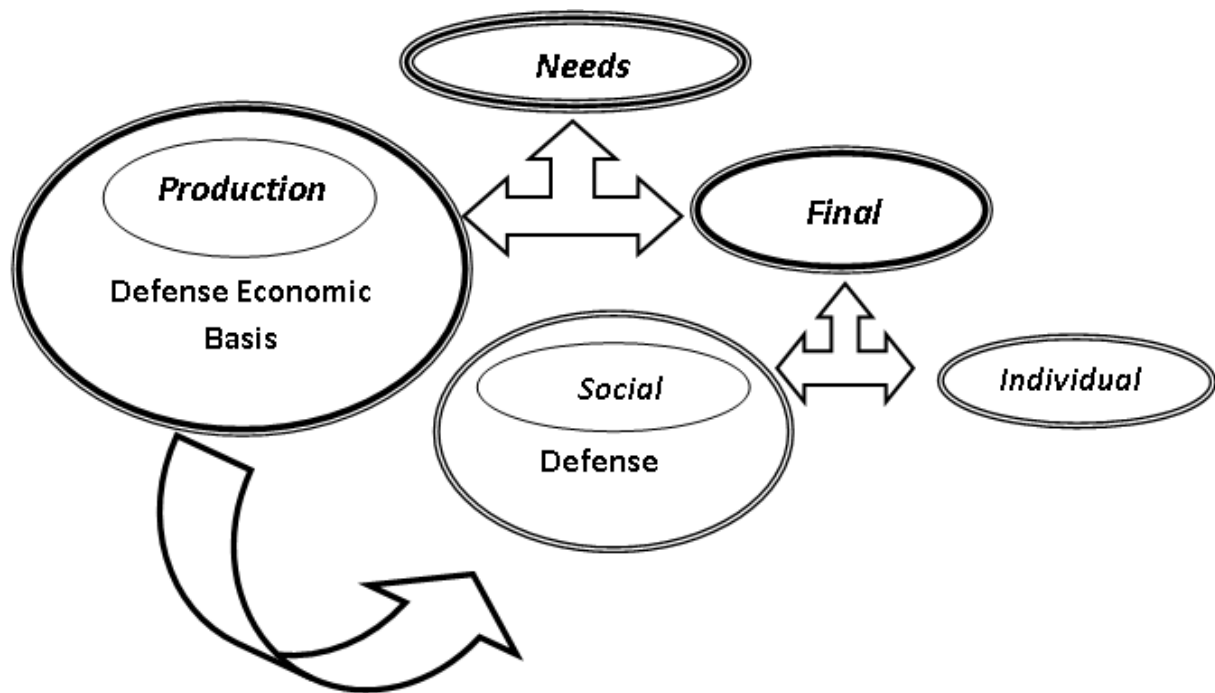 Needs
Production
Final
Defense Economic
Basis
Social
Individual
Defense